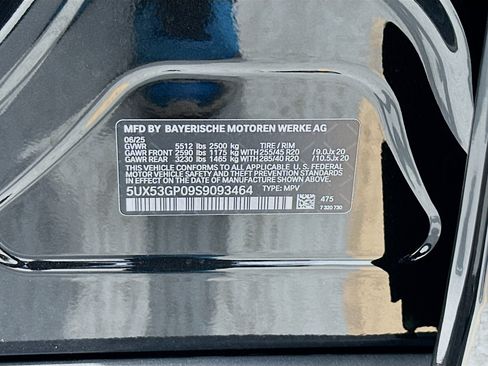 MFD BY BAYERISCHE MOTOREN WERKE AG
06/25
GVWR 5512 lbs 2500 kg TIRE / RIM
GAWR FRONT 2590 lbs 1175 kg WITH 255/45 R20 /9.0Jx20
GAWR REAR 3230 lbs 1465 kg WITH 285/40 R20 /10.5Jx20
THIS VEHICLE CONFORMS TO ALL APPLICABLE U.S. FEDERAL
MOTOR VEHICLE SAFETY AND THEFT PREVENTION STANDARDS
IN EFFECT ON THE DATE OF MANUFACTURE SHOWN ABOVE.
5UX53GP09S9093464 TYPE: MPV
475
7 320 730